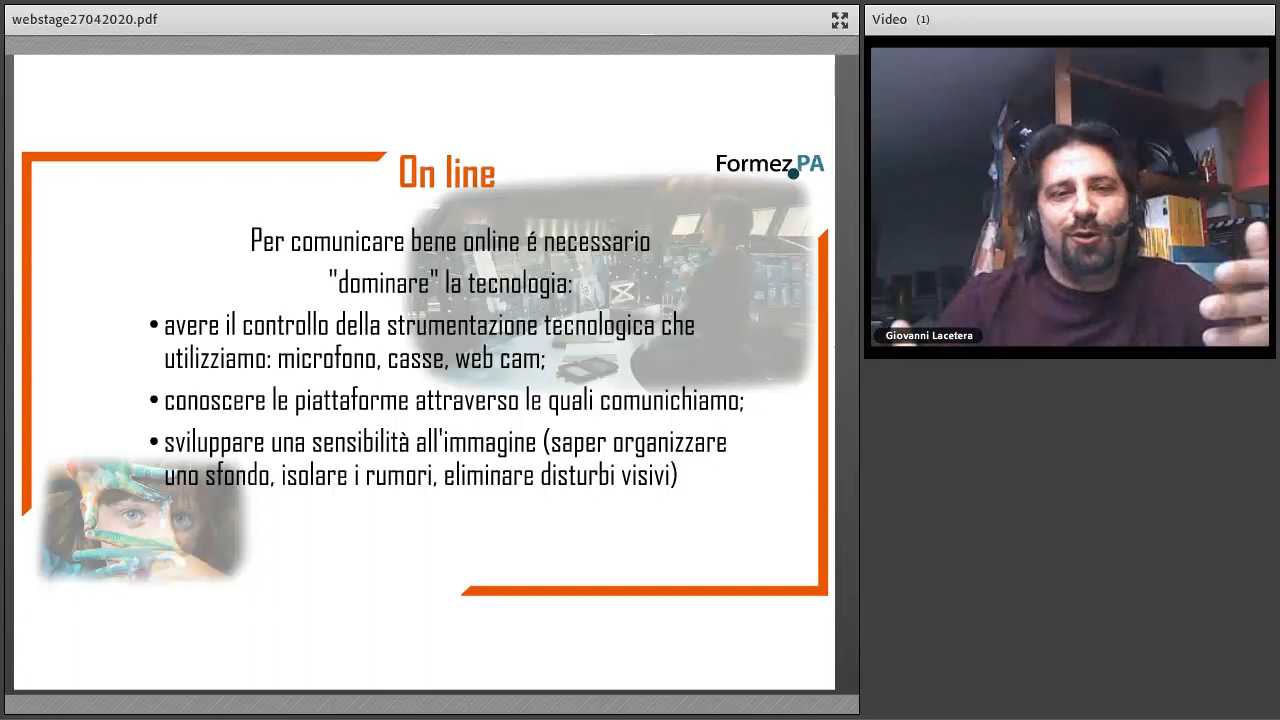 webstage27042020.pdf
Video (1)
On line
Formez.PA
Per comunicare bene online é necessario
"dominare" la tecnologia:
• avere il controllo della strumentazione tecnologica che
utilizziamo: microfono, casse, web cam;
• conoscere le piattaforme attraverso le quali comunichiamo;
• sviluppare una sensibilità all'immagine (saper organizzare
uno sfondo, isolare i rumori, eliminare disturbi visivi)
Giovanni Lacetera